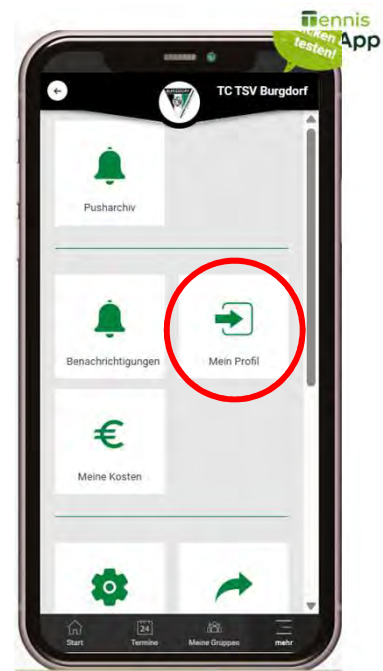 Tennis
App
testen!
TC TSV Burgdorf
Pusharchiv
Benachrichtigungen
Mein Profil
€
Meine Kosten
24
Start
Termine
Meine Gruppen
mehr